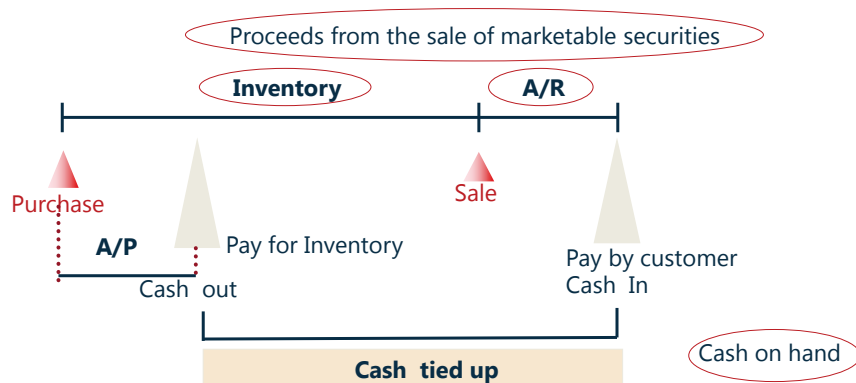 Proceeds from the sale of marketable securities
Inventory
A/R
Purchase
Sale
A/P
Pay for Inventory
Cash out
Pay by customer
Cash In
Cash tied up
Cash on hand